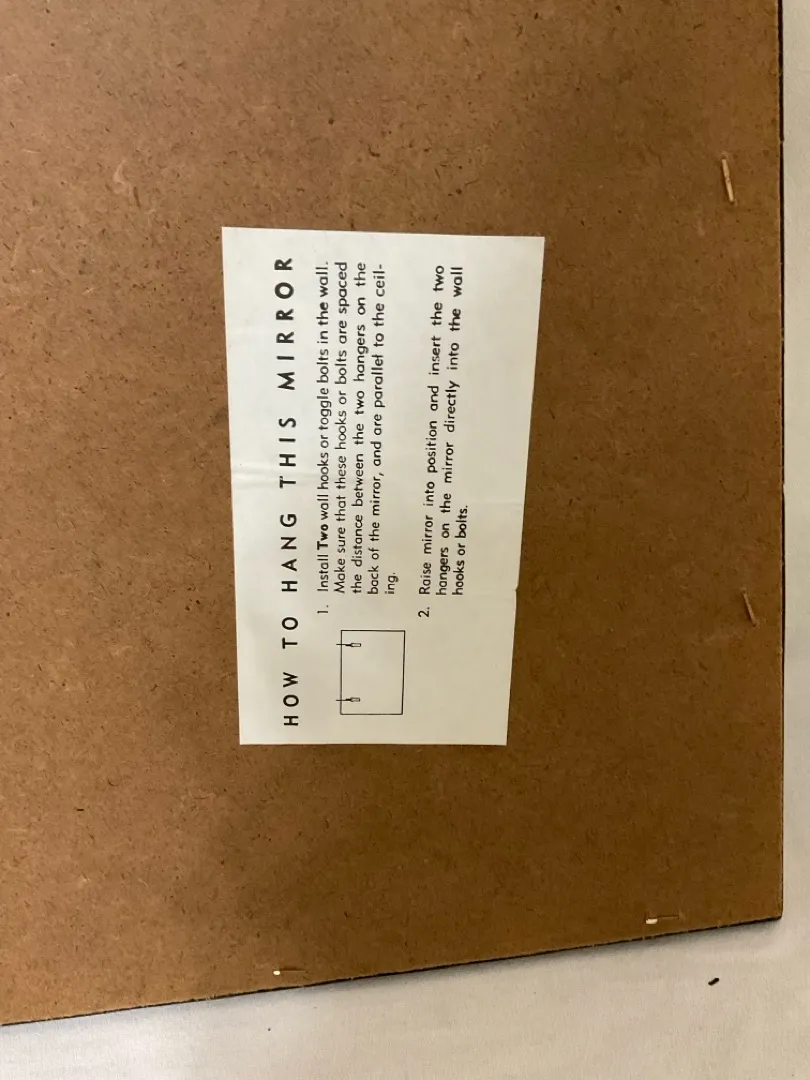 HOW TO HANG THIS MIRROR
1. Install Two wall hooks or toggle bolts in the wall.
Make sure that these hooks or bolts are spaced
the distance between the two hangers on the
back of the mirror, and are parallel to the ceil-
ing.
2. Raise mirror into position and insert the two
hangers on the mirror directly into the wall
hooks or bolts.